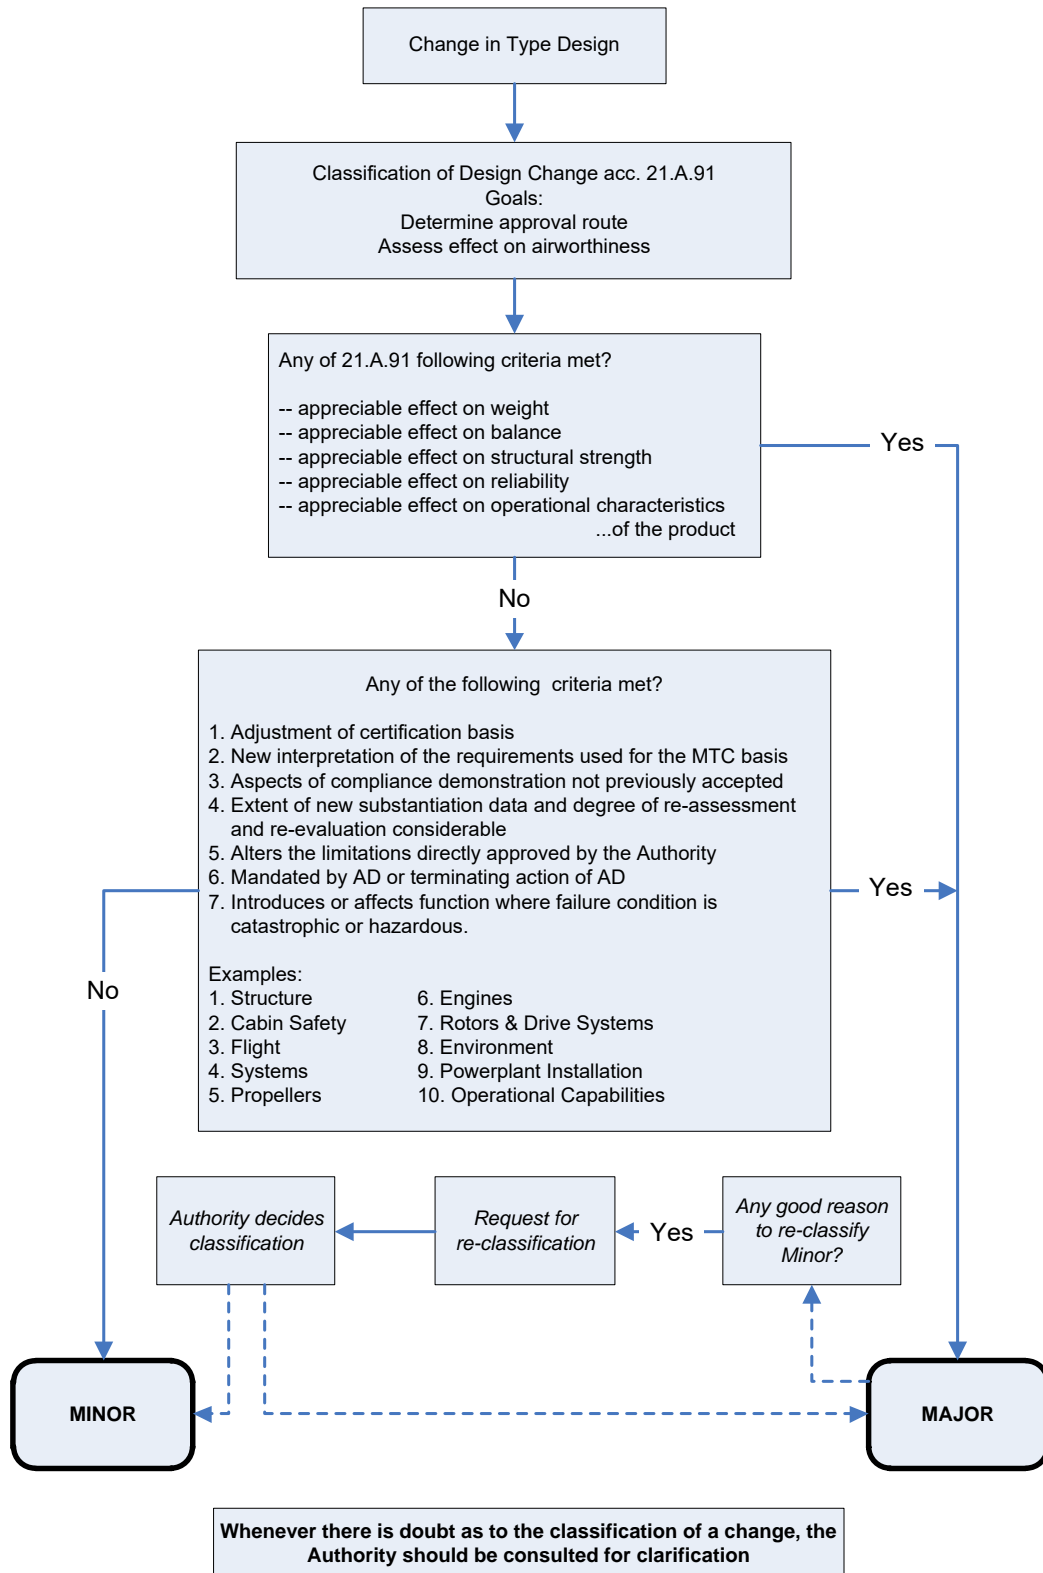 Change in Type Design
Classification of Design Change acc. 21.A.91
Goals:
Determine approval route
Assess effect on airworthiness
Any of 21.A.91 following criteria met?
-- appreciable effect on weight
-- appreciable effect on balance
-- appreciable effect on structural strength
-- appreciable effect on reliability
-- appreciable effect on operational characteristics
...of the product
Yes
No
Any of the following criteria met?
1. Adjustment of certification basis
2. New interpretation of the requirements used for the MTC basis
3. Aspects of compliance demonstration not previously accepted
4. Extent of new substantiation data and degree of re-assessment
and re-evaluation considerable
5. Alters the limitations directly approved by the Authority
6. Mandated by AD or terminating action of AD
7. Introduces or affects function where failure condition is
catastrophic or hazardous.
Yes
No
Examples:
1. Structure
2. Cabin Safety
3. Flight
4. Systems
5. Propellers
6. Engines
7. Rotors & Drive Systems
8. Environment
9. Powerplant Installation
10. Operational Capabilities
Authority decides
classification
Request for
re-classification
Yes
Any good reason
to re-classify
Minor?
MINOR
MAJOR
Whenever there is doubt as to the classification of a change, the
Authority should be consulted for clarification